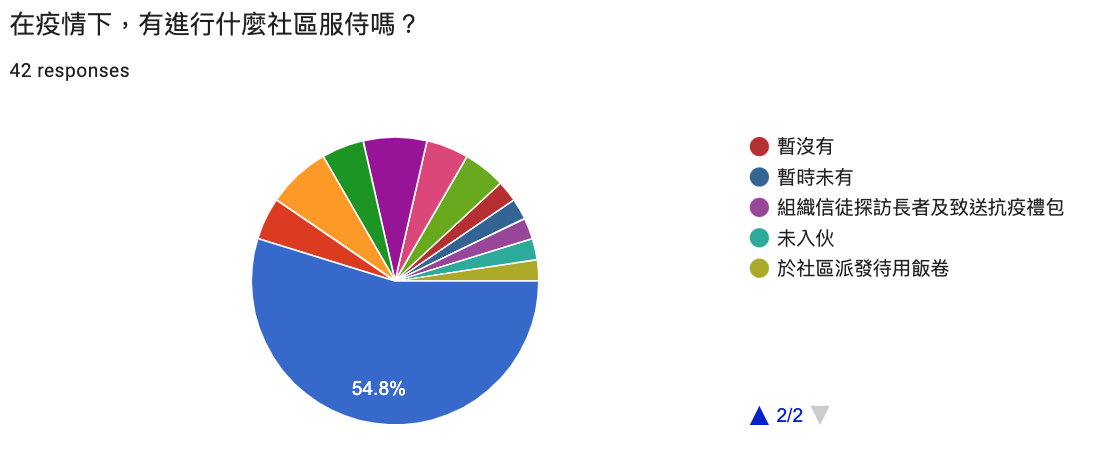 在疫情下，有進行什麼社區服侍嗎？
42 responses
54.8%
暫沒有
暫時未有
組織信徒探訪長者及致送抗疫禮包
未入伙
於社區派發待用飯卷
2/2